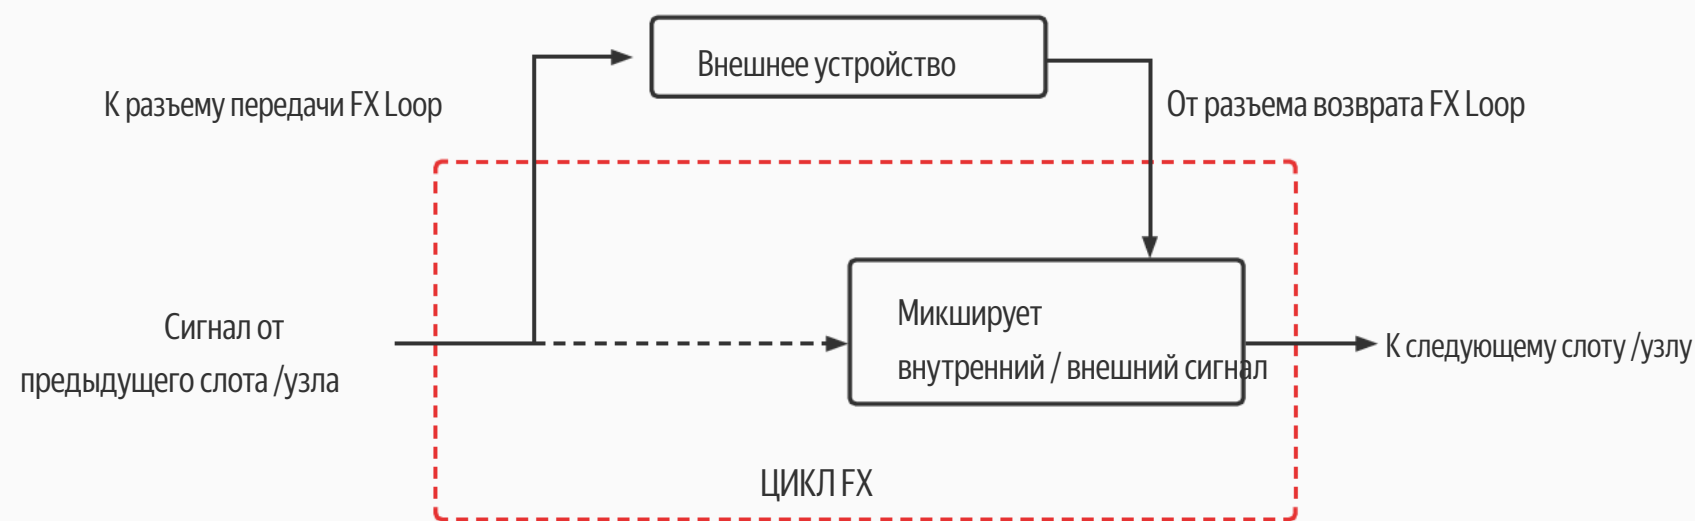 Внешнее устройство
К разъему передачи FX Loop
От разъема возврата FX Loop
Сигнал от
предыдущего слота /узла
Микширует
внутренний / внешний сигнал
К следующему слоту /узлу
ЦИКЛ FX